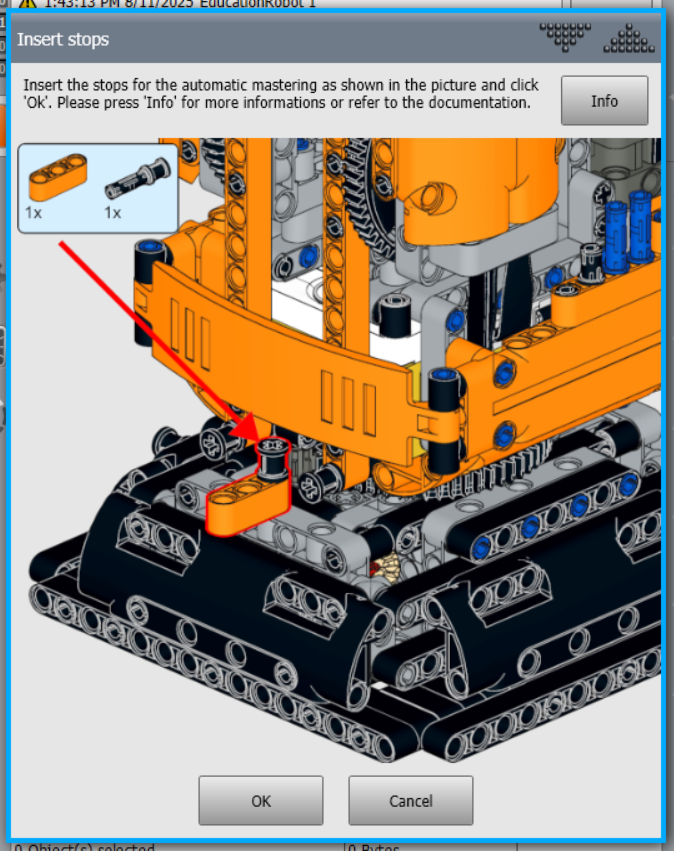 1:43:13 PM 8/11/2025 EducationRobot 1
Insert stops
Insert the stops for the automatic mastering as shown in the picture and click
'Ok'. Please press 'Info' for more informations or refer to the documentation.
Info
1x
1x
OK
Cancel
0 Object(s) selected
0 Bytes